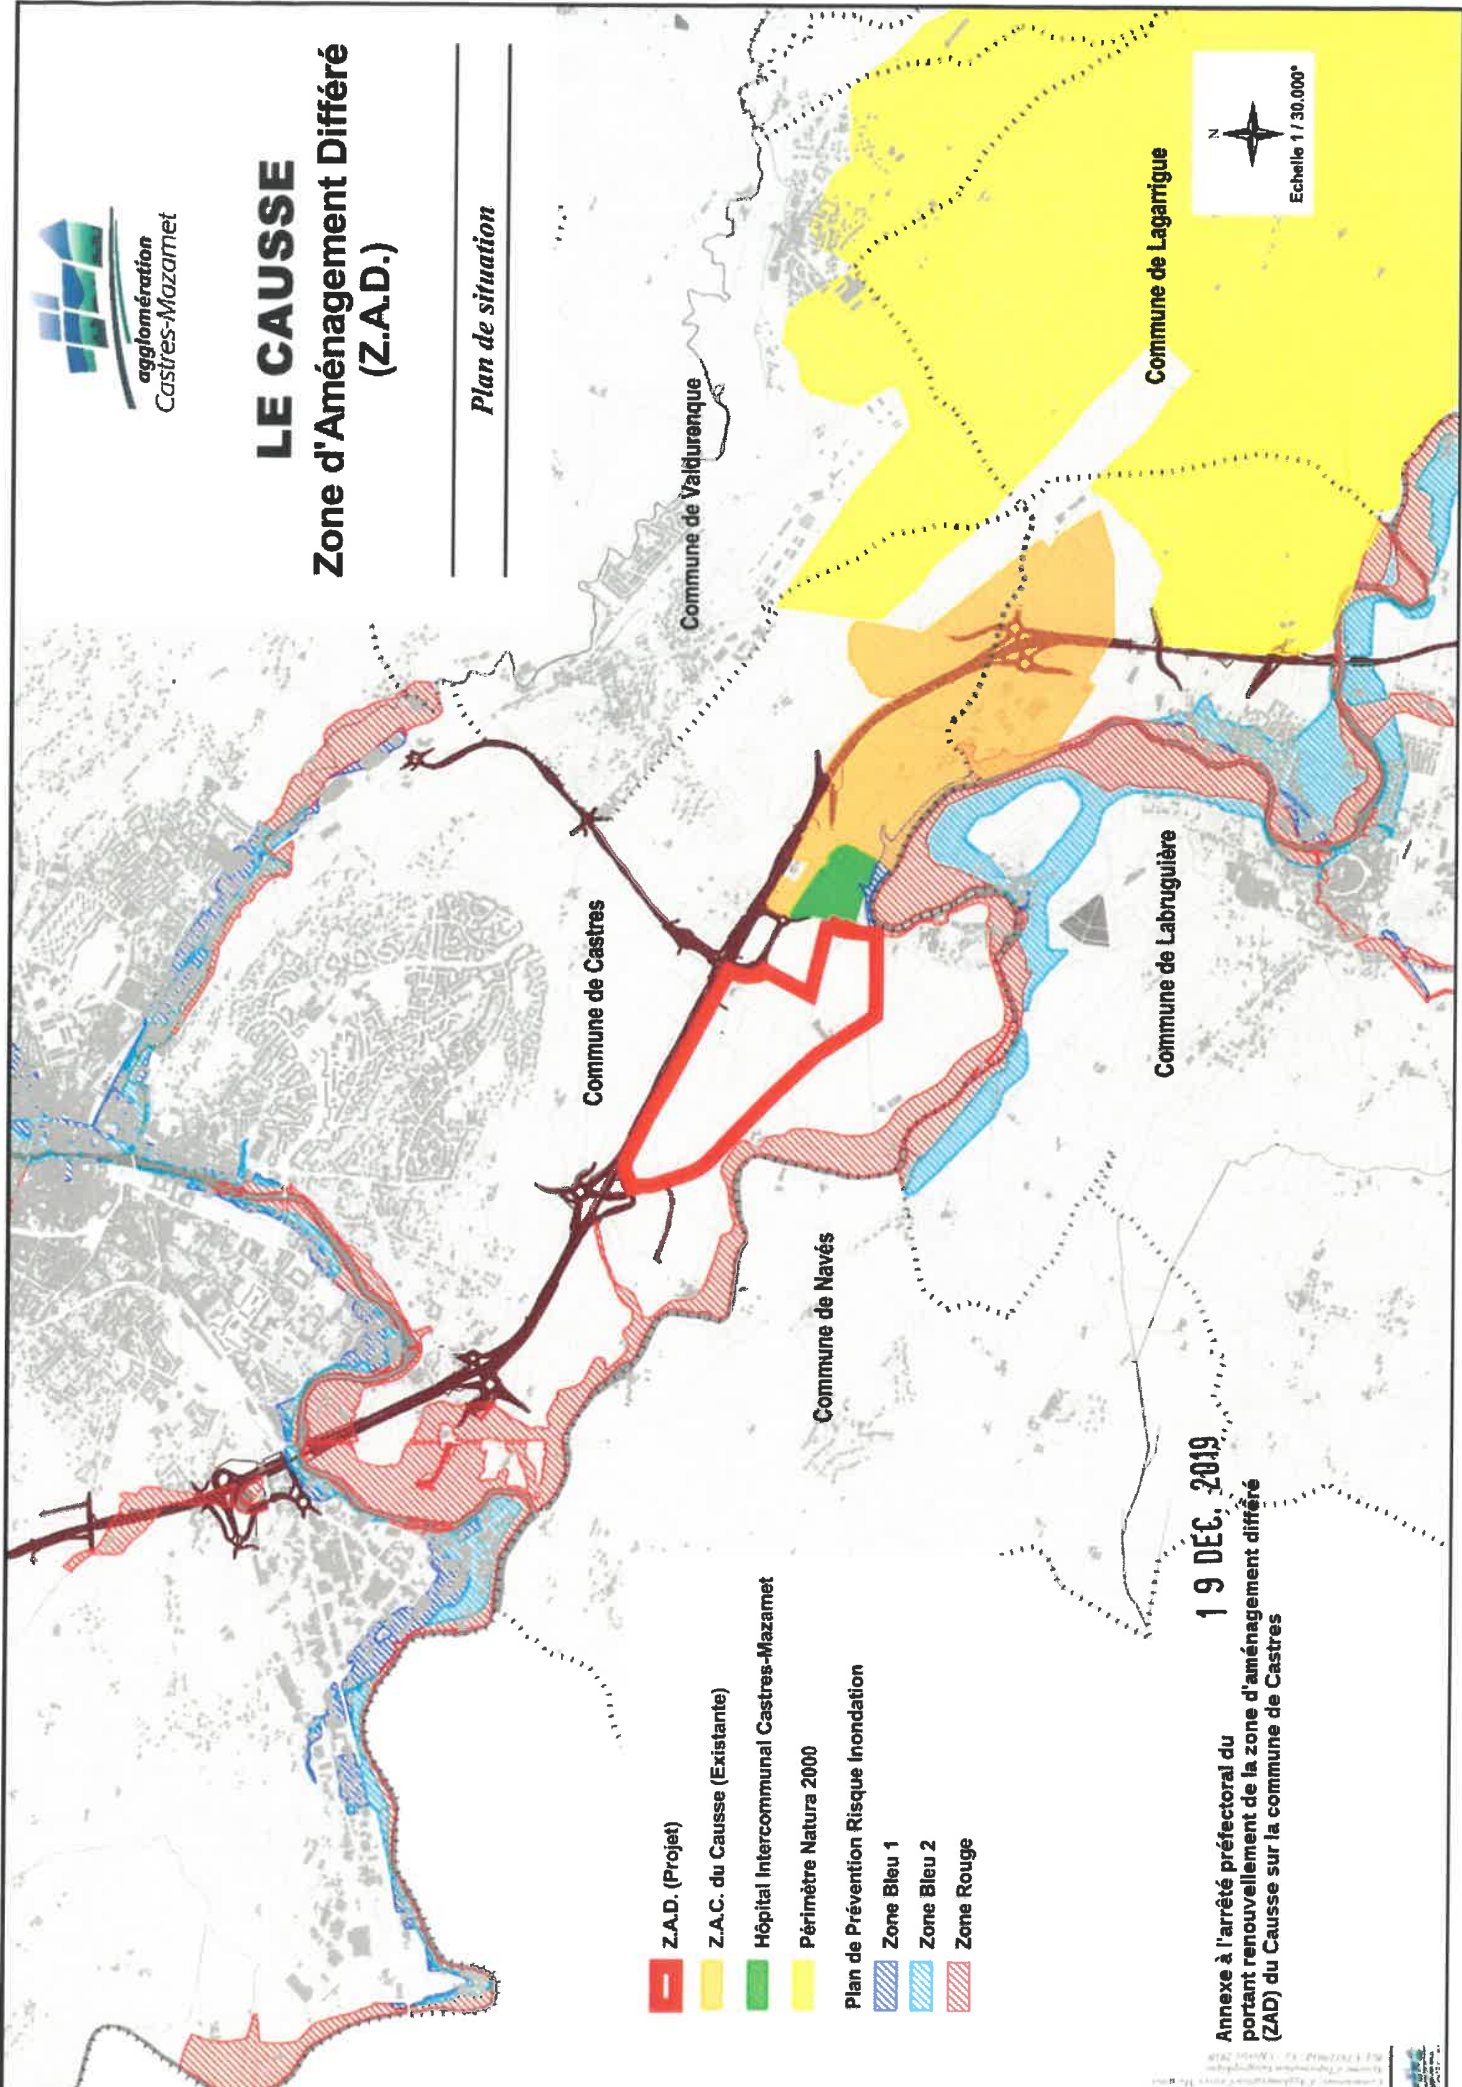 agglomération
Castres-Mazamet
LE CAUSSE
Zone d'Aménagement Différé
(Z.A.D.)
Plan de situation
Commune de Valdurenque
Commune de Castres
Commune de Lagarrigue
N
Echelle 1 / 30.000°
Commune de Labruguière
Commune de Navés
Z.A.D. (Projet)
Z.A.C. du Causse (Existante)
Hôpital Intercommunal Castres-Mazamet
Périmètre Natura 2000
Plan de Prévention Risque Inondation
Zone Bleu 1
Zone Bleu 2
Zone Rouge
Annexe à l'arrêté préfectoral du 19 DEC. 2019
portant renouvellement de la zone d'aménagement différé
(ZAD) du Causse sur la commune de Castres